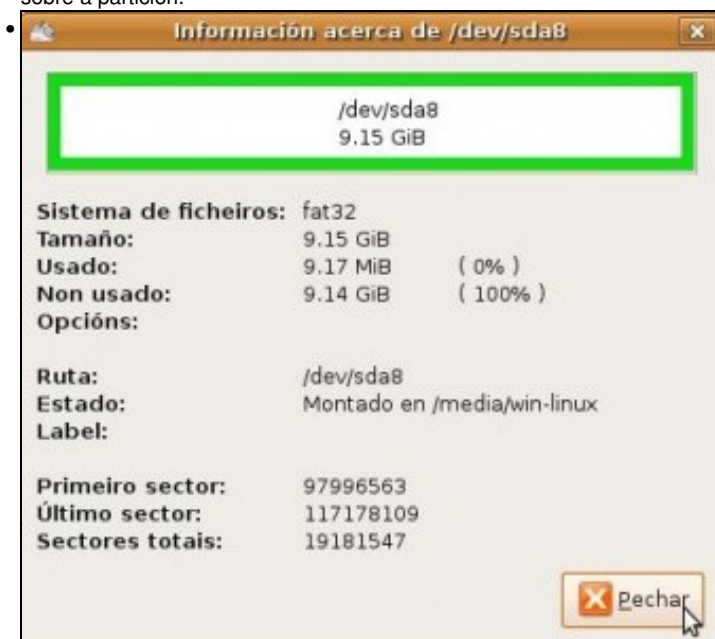 sobre a partición.
Información acerca de /dev/sda8
/dev/sda8
9.15 GiB
Sistema de ficheiros: fat32
Tamaño: 9.15 GiB
Usado: 9.17 MiB ( 0% )
Non usado: 9.14 GiB ( 100% )
Opcións:
Ruta: /dev/sda8
Estado: Montado en /media/win-linux
Label:
Primeiro sector: 97996563
Último sector: 117178109
Sectores totais: 19181547
Pechar